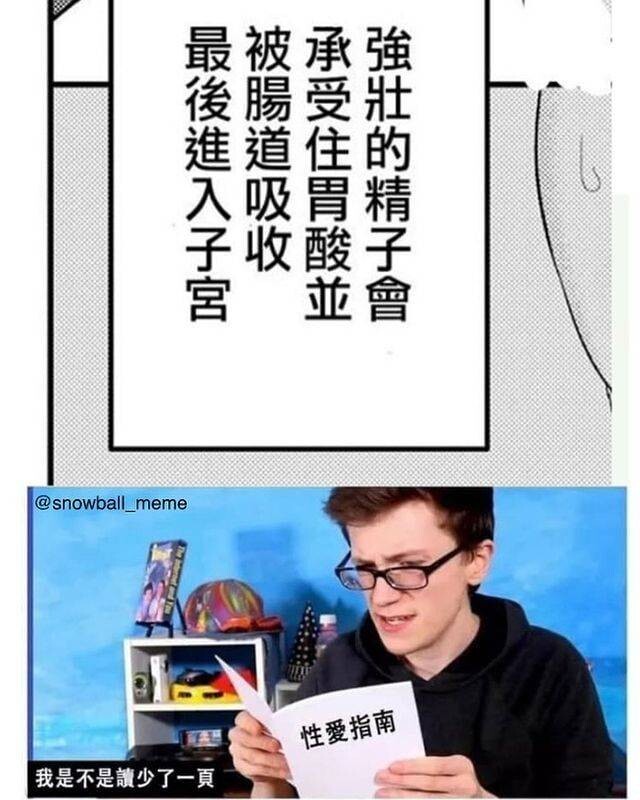 強壯的精子會
承受住胃酸並
被腸道吸收
最後進入子宮
@snowball_meme
性愛指南
我是不是讀少了一頁